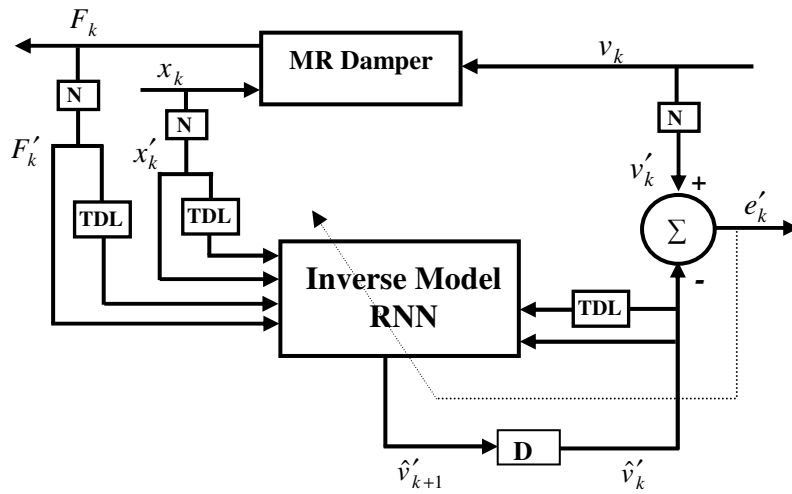 F_k
MR Damper
v_k
x_k
N
N
N
F'_k
x'_k
v'_k
+
e'_k
TDL
TDL
Σ
Inverse Model
RNN
TDL
-
D
v̂'_{k+1}
v̂'_k